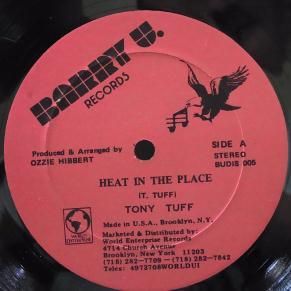 BARRY U.
RECORDS
Produced & Arranged by
OZZIE HIBBERT
SIDE A
STEREO
BUDIS 005
HEAT IN THE PLACE
(T. TUFF)
TONY TUFF
Made in U.S.A., Brooklyn, N.Y.
Marketed & Distributed by:
World Enterprise Records
4714 Church Avenue
Brooklyn, New York 11203
(718) 282-7709 - (718) 282-7842
Telex: 4973708WORLDUI